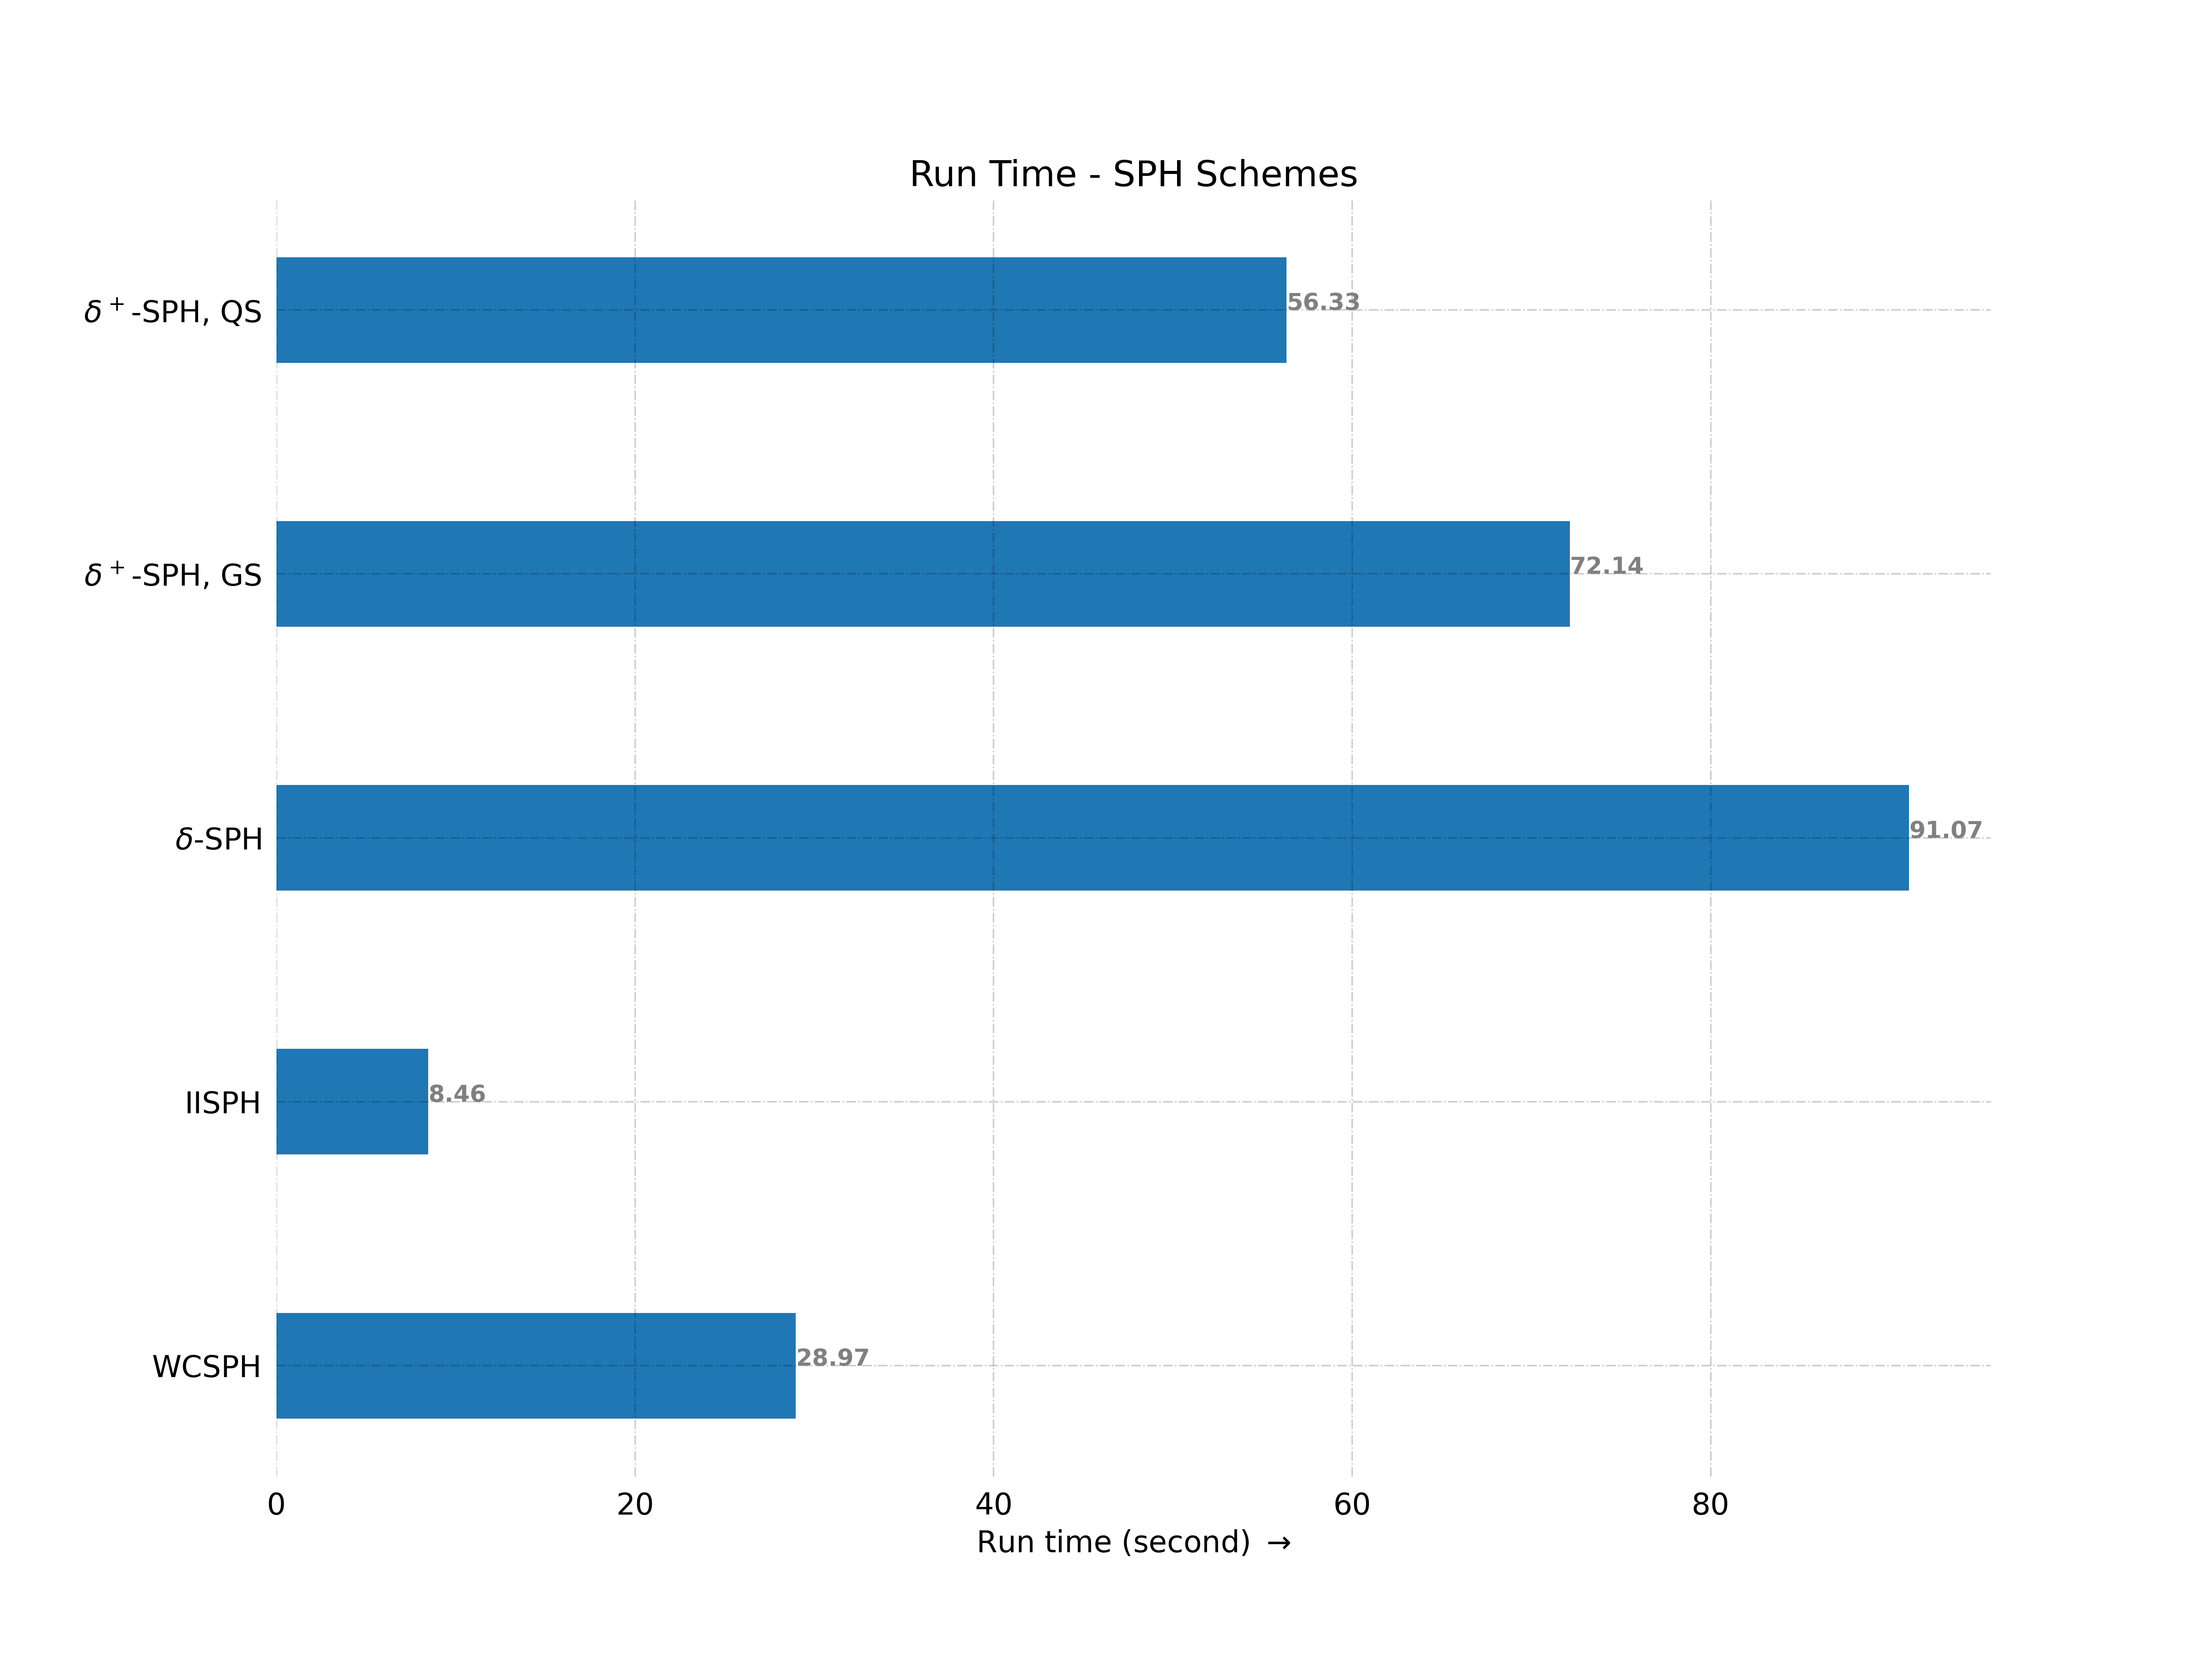 Run Time - SPH Schemes
δ⁺-SPH, QS
56.33
δ⁺-SPH, GS
72.14
δ-SPH
91.07
IISPH
8.46
WCSPH
28.97
0 20 40 60 80
Run time (second) →